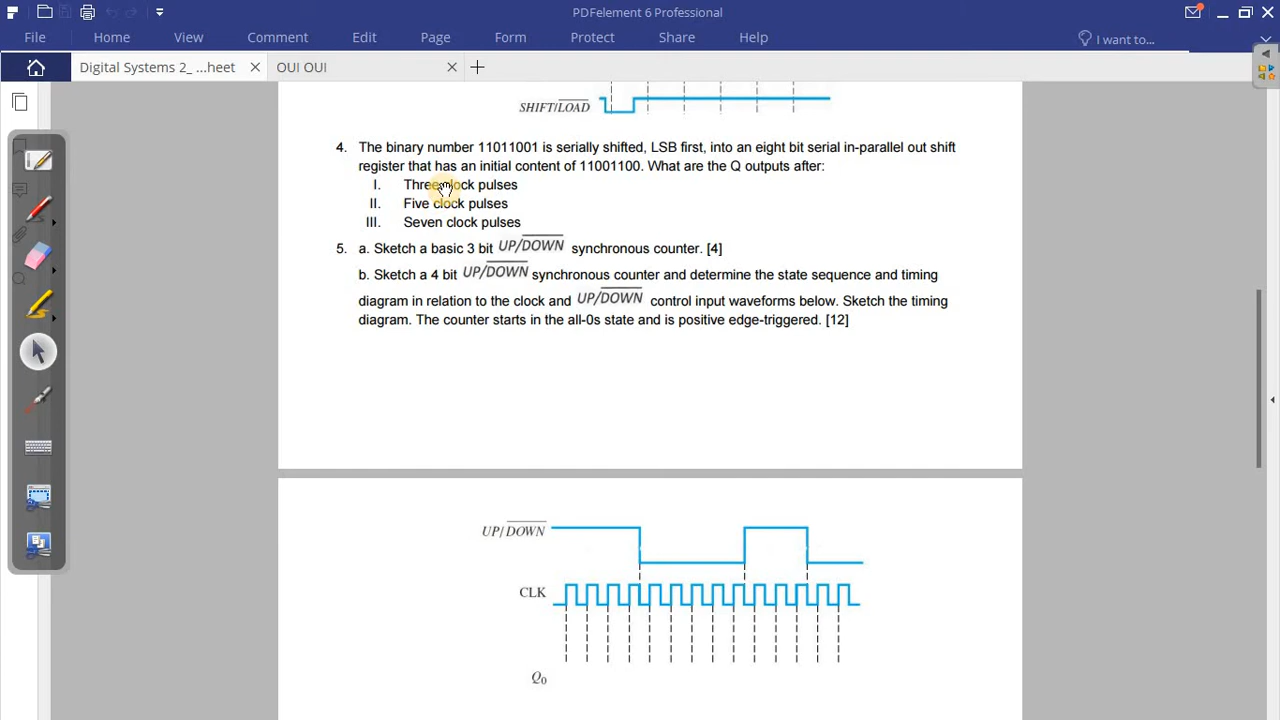 PDFelement 6 Professional
File Home View Comment Edit Page Form Protect Share Help I want to...
Digital Systems 2_ ...heet OUI OUI
SHIFT/LOAD
4. The binary number 11011001 is serially shifted, LSB first, into an eight bit serial in-parallel out shift
register that has an initial content of 11001100. What are the Q outputs after:
I. Three clock pulses
II. Five clock pulses
III. Seven clock pulses
5. a. Sketch a basic 3 bit UP/DOWN synchronous counter. [4]
b. Sketch a 4 bit UP/DOWN synchronous counter and determine the state sequence and timing
diagram in relation to the clock and UP/DOWN control input waveforms below. Sketch the timing
diagram. The counter starts in the all-0s state and is positive edge-triggered. [12]
UP/DOWN
CLK
Q0